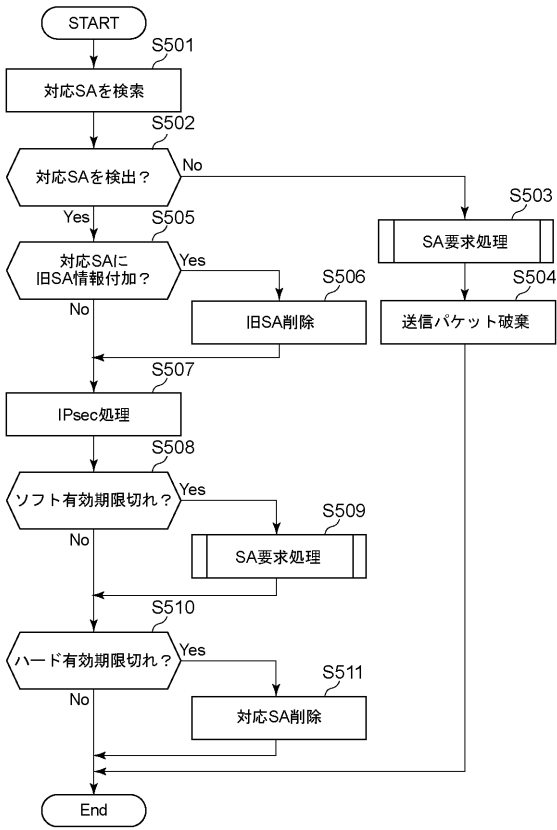 START
S501
対応SAを検索
S502
対応SAを検出？
No
Yes
S503
SA要求処理
S504
送信パケット破棄
S505
対応SAに
旧SA情報付加？
Yes
No
S506
旧SA削除
S507
IPsec処理
S508
ソフト有効期限切れ？
Yes
No
S509
SA要求処理
S510
ハード有効期限切れ？
Yes
No
S511
対応SA削除
End